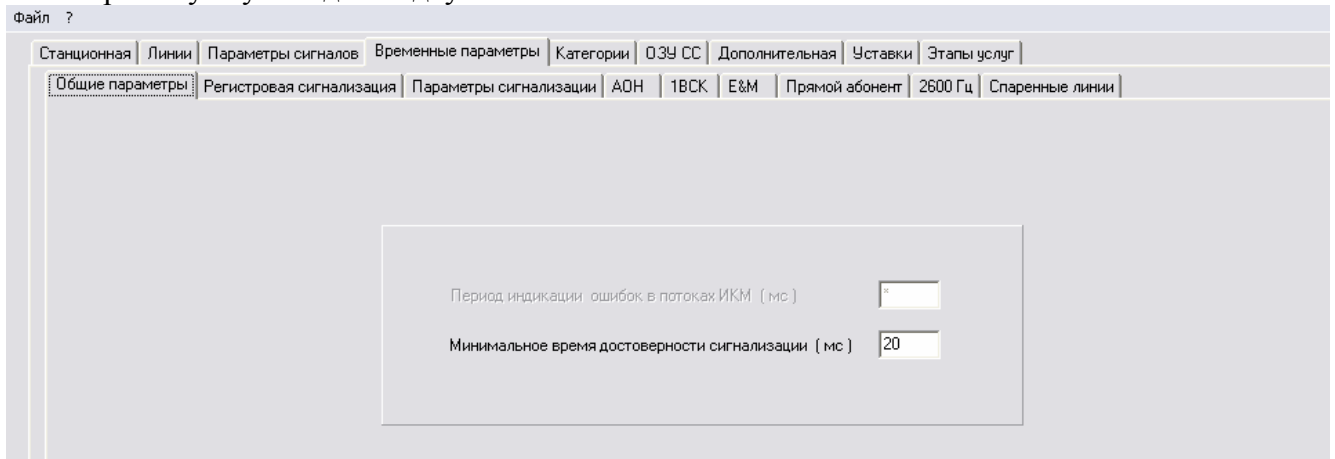 Файл ?
Станционная Линии Параметры сигналов Временные параметры Категории ОЗУ СС Дополнительная Уставки Этапы услуг
Общие параметры Регистровая сигнализация Параметры сигнализации АОН 1ВСК E&M Прямой абонент 2600 Гц Спаренные линии
Период индикации ошибок в потоках ИКМ ( мс ) *
Минимальное время достоверности сигнализации ( мс ) 20